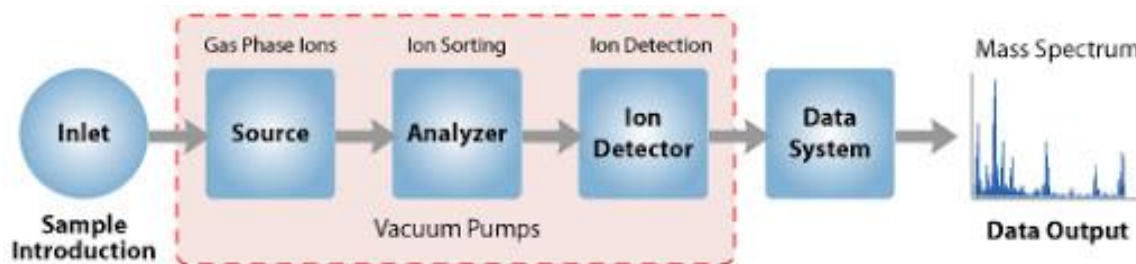 Gas Phase Ions
Ion Sorting
Ion Detection
Mass Spectrum
Inlet
Source
Analyzer
Ion
Detector
Data
System
Sample
Introduction
Vacuum Pumps
Data Output